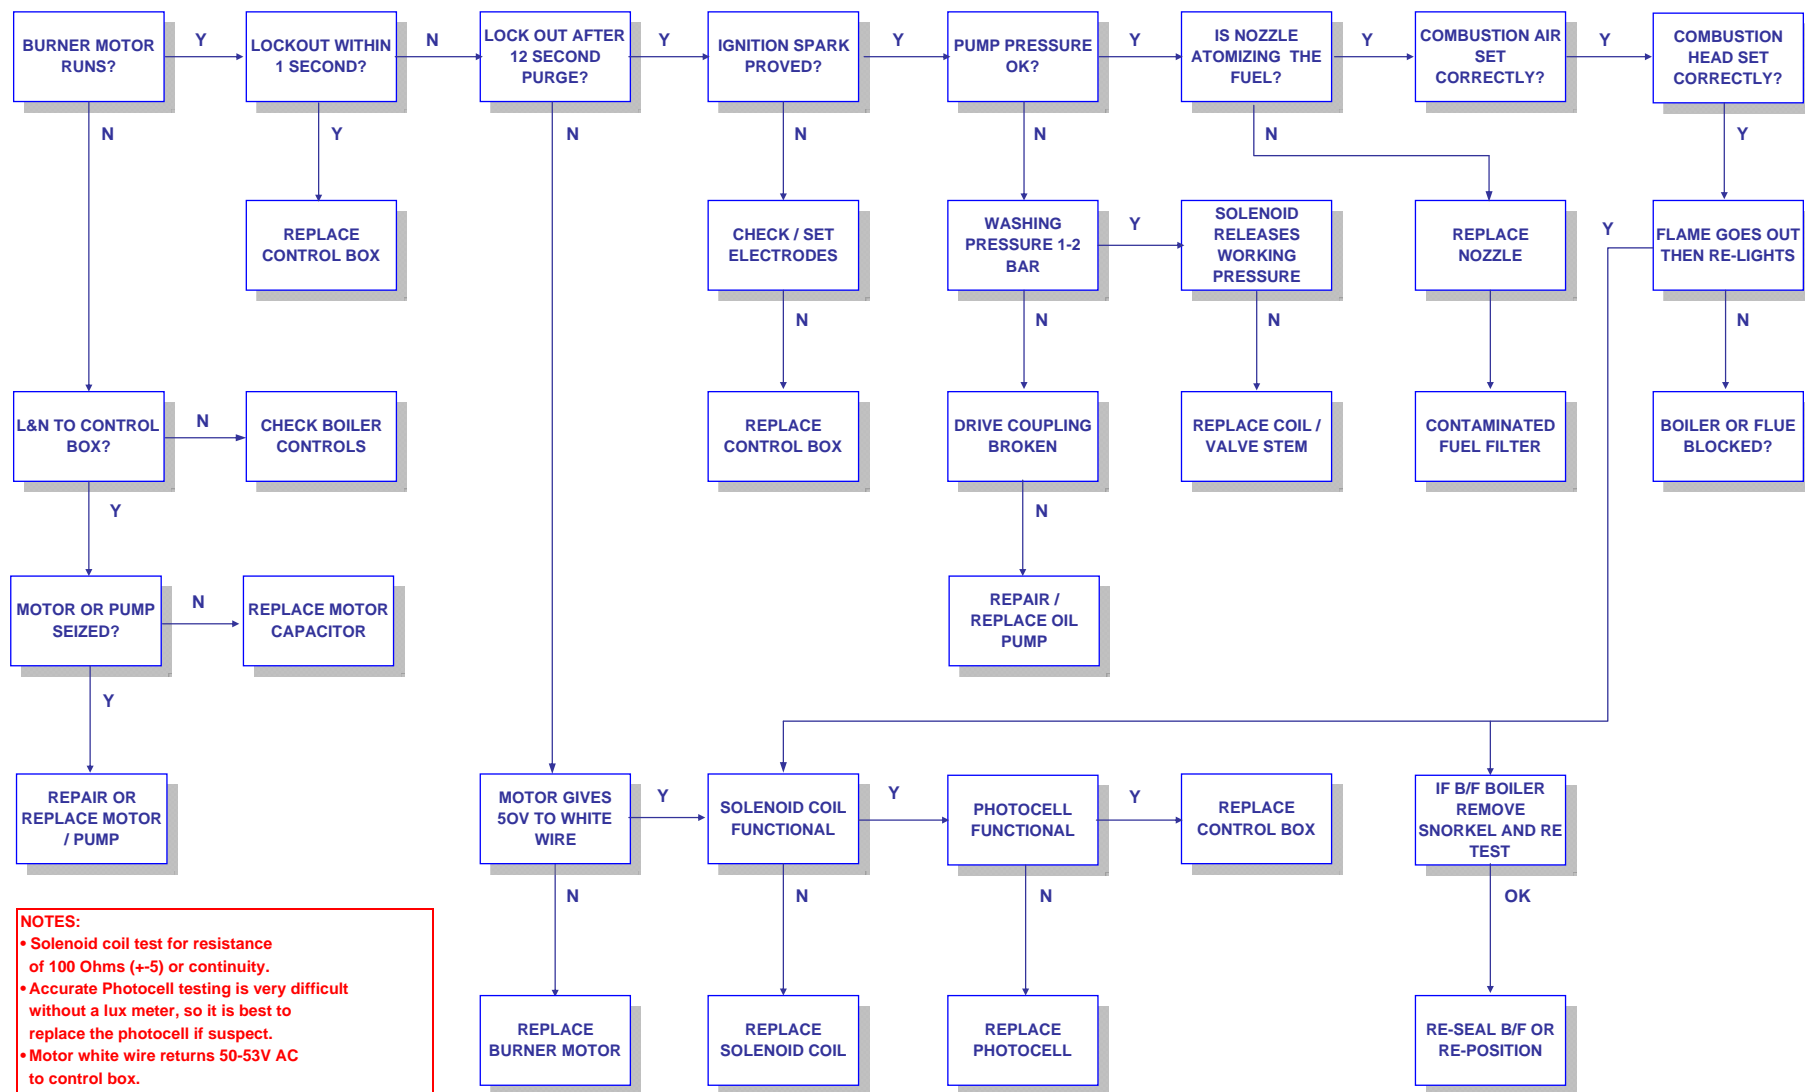 BURNER MOTOR
RUNS?
Y
LOCKOUT WITHIN
1 SECOND?
N
LOCK OUT AFTER
12 SECOND
PURGE?
Y
IGNITION SPARK
PROVED?
Y
PUMP PRESSURE
OK?
Y
IS NOZZLE
ATOMIZING THE
FUEL?
Y
COMBUSTION AIR
SET
CORRECTLY?
Y
COMBUSTION
HEAD SET
CORRECTLY?
N
Y
N
N
N
N
Y
REPLACE
CONTROL BOX
CHECK / SET
ELECTRODES
WASHING
PRESSURE 1-2
BAR
Y
SOLENOID
RELEASES
WORKING
PRESSURE
REPLACE
NOZZLE
Y
FLAME GOES OUT
THEN RE-LIGHTS
N
N
N
N
L&N TO CONTROL
BOX?
N
CHECK BOILER
CONTROLS
REPLACE
CONTROL BOX
DRIVE COUPLING
BROKEN
REPLACE COIL /
VALVE STEM
CONTAMINATED
FUEL FILTER
BOILER OR FLUE
BLOCKED?
Y
N
MOTOR OR PUMP
SEIZED?
N
REPLACE MOTOR
CAPACITOR
REPAIR /
REPLACE OIL
PUMP
Y
REPAIR OR
REPLACE MOTOR
/ PUMP
MOTOR GIVES
5OV TO WHITE
WIRE
Y
SOLENOID COIL
FUNCTIONAL
Y
PHOTOCELL
FUNCTIONAL
Y
REPLACE
CONTROL BOX
IF B/F BOILER
REMOVE
SNORKEL AND RE
TEST
N
N
N
OK
NOTES:
• Solenoid coil test for resistance
of 100 Ohms (+-5) or continuity.
• Accurate Photocell testing is very difficult
without a lux meter, so it is best to
replace the photocell if suspect.
• Motor white wire returns 50-53V AC
to control box.
REPLACE
BURNER MOTOR
REPLACE
SOLENOID COIL
REPLACE
PHOTOCELL
RE-SEAL B/F OR
RE-POSITION